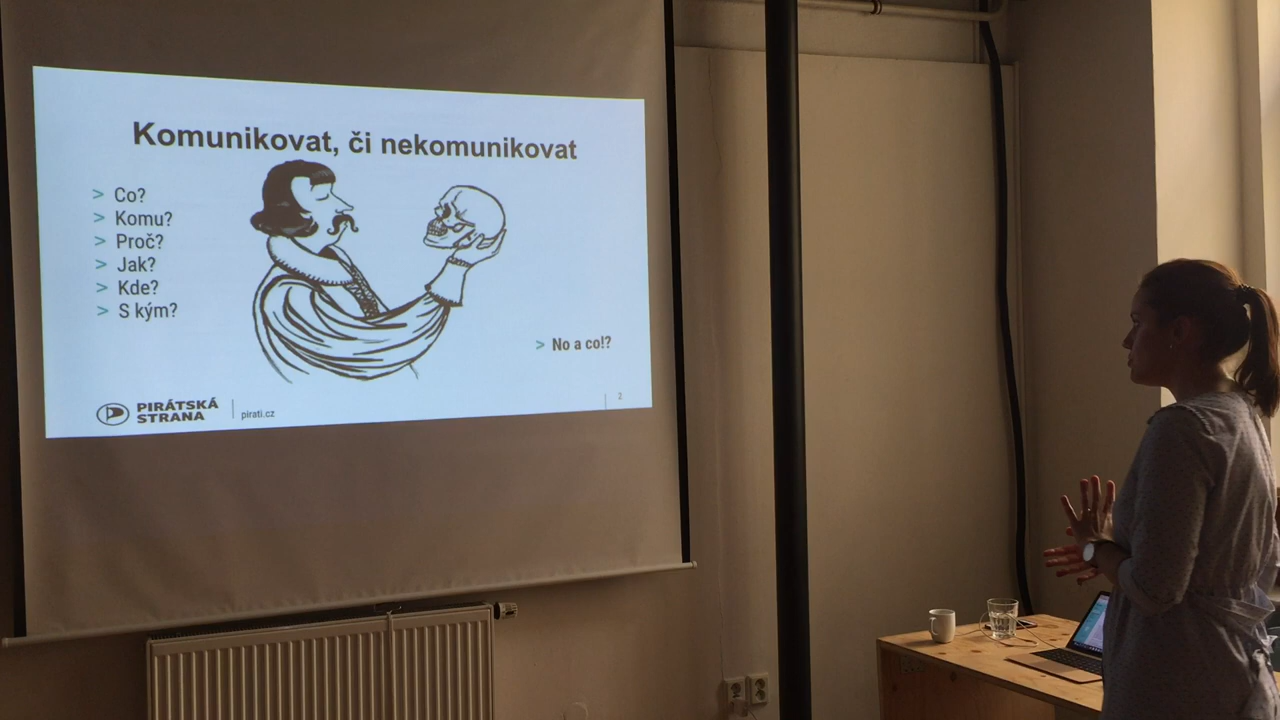 Komunikovat, či nekomunikovat
> Co?
> Komu?
> Proč?
> Jak?
> Kde?
> S kým?
> No a co!?
PIRÁTSKÁ
STRANA
pirati.cz
2